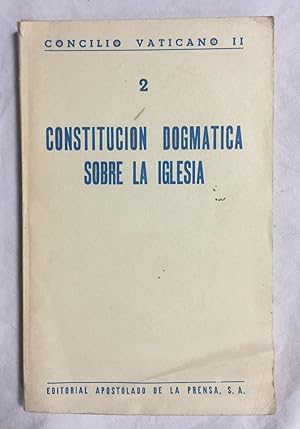 CONCILIO VATICANO II
2
CONSTITUCION DOGMATICA
SOBRE LA IGLESIA
EDITORIAL APOSTOLADO DE LA PRENSA, S. A.